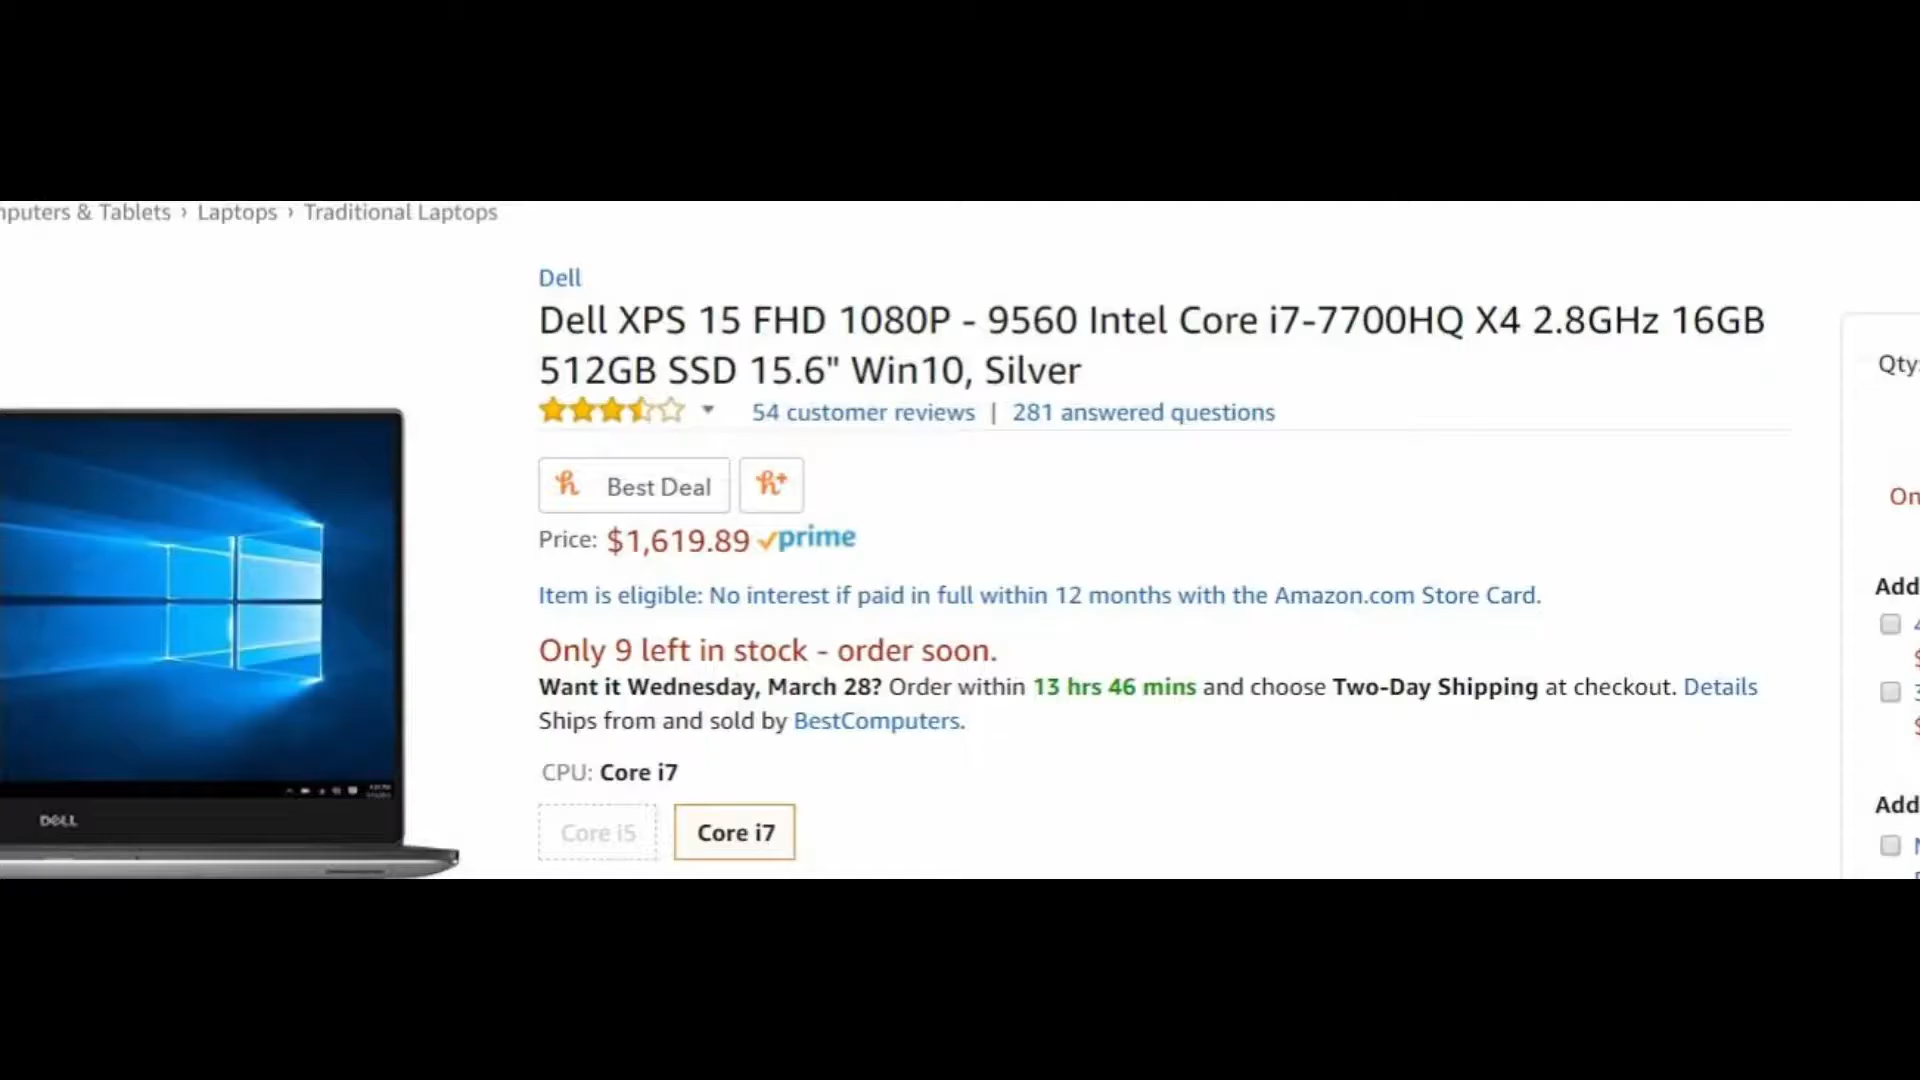 Computers & Tablets › Laptops › Traditional Laptops
Dell
Dell XPS 15 FHD 1080P - 9560 Intel Core i7-7700HQ X4 2.8GHz 16GB
512GB SSD 15.6" Win10, Silver
54 customer reviews | 281 answered questions
h Best Deal h+
Price: $1,619.89 prime
Item is eligible: No interest if paid in full within 12 months with the Amazon.com Store Card.
Only 9 left in stock - order soon.
Want it Wednesday, March 28? Order within 13 hrs 46 mins and choose Two-Day Shipping at checkout. Details
Ships from and sold by BestComputers.
CPU: Core i7
Core i5 Core i7
DELL
Qty:
On
Add
4
$
3
$
Add